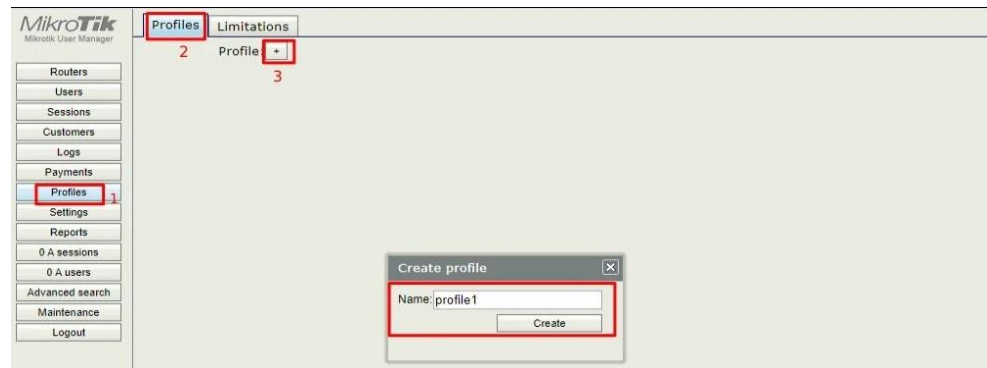 MikroTik
Mikrotik User Manager
Routers
Users
Sessions
Customers
Logs
Payments
Profiles
1
Settings
Reports
0 A sessions
0 A users
Advanced search
Maintenance
Logout
Profiles Limitations
2
Profile: +
3
Create profile
Name: profile1
Create